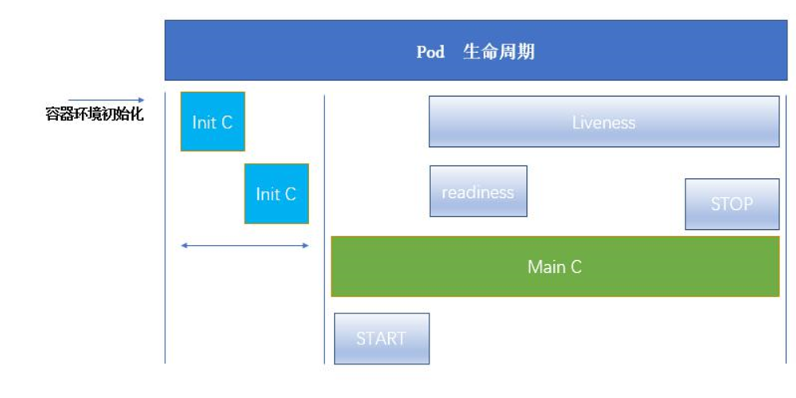 Pod 生命周期
容器环境初始化
Init C
Liveness
Init C
readiness
STOP
Main C
START